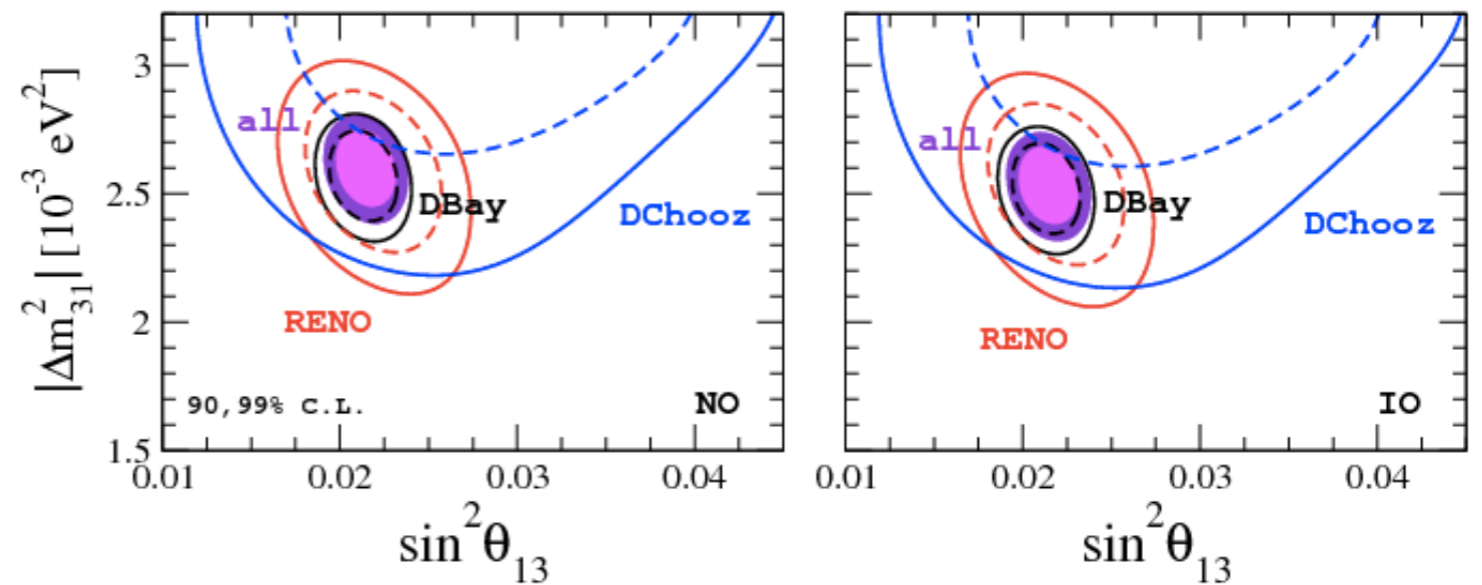 |Δm²₃₁| [10⁻³ eV²]
3
2.5
2
1.5
all
DBay
DChooz
RENO
90,99% C.L.
NO
0.01 0.02 0.03 0.04
sin²θ₁₃
all
DBay
DChooz
RENO
IO
0.01 0.02 0.03 0.04
sin²θ₁₃